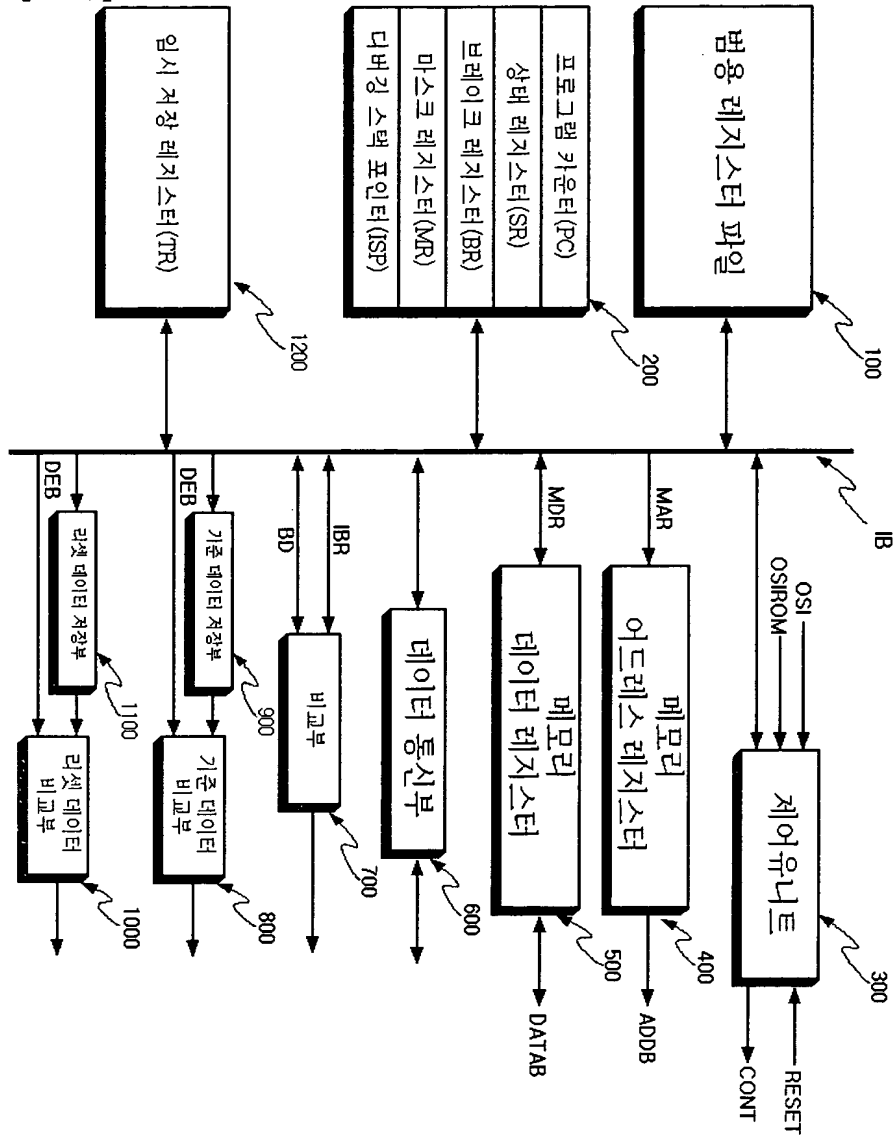 범용 레지스터 파일
100
프로그램 카운터(PC)
상태 레지스터(SR)
브레이크 레지스터(BR)
마스크 레지스터(MR)
디버깅 스택 포인터(ISP)
200
임시 저장 레지스터(TR)
1200
IB
OSI
OSIROM
제어유니트
300
RESET
CONT
MAR
메모리
어드레스 레지스터
400
ADDB
MDR
메모리
데이터 레지스터
500
DATAB
데이터 통신부
600
IBR
BD
비교부
700
기준 데이터 저장부
900
DEB
기준 데이터
비교부
800
리셋 데이터 저장부
1100
DEB
리셋 데이터
비교부
1000